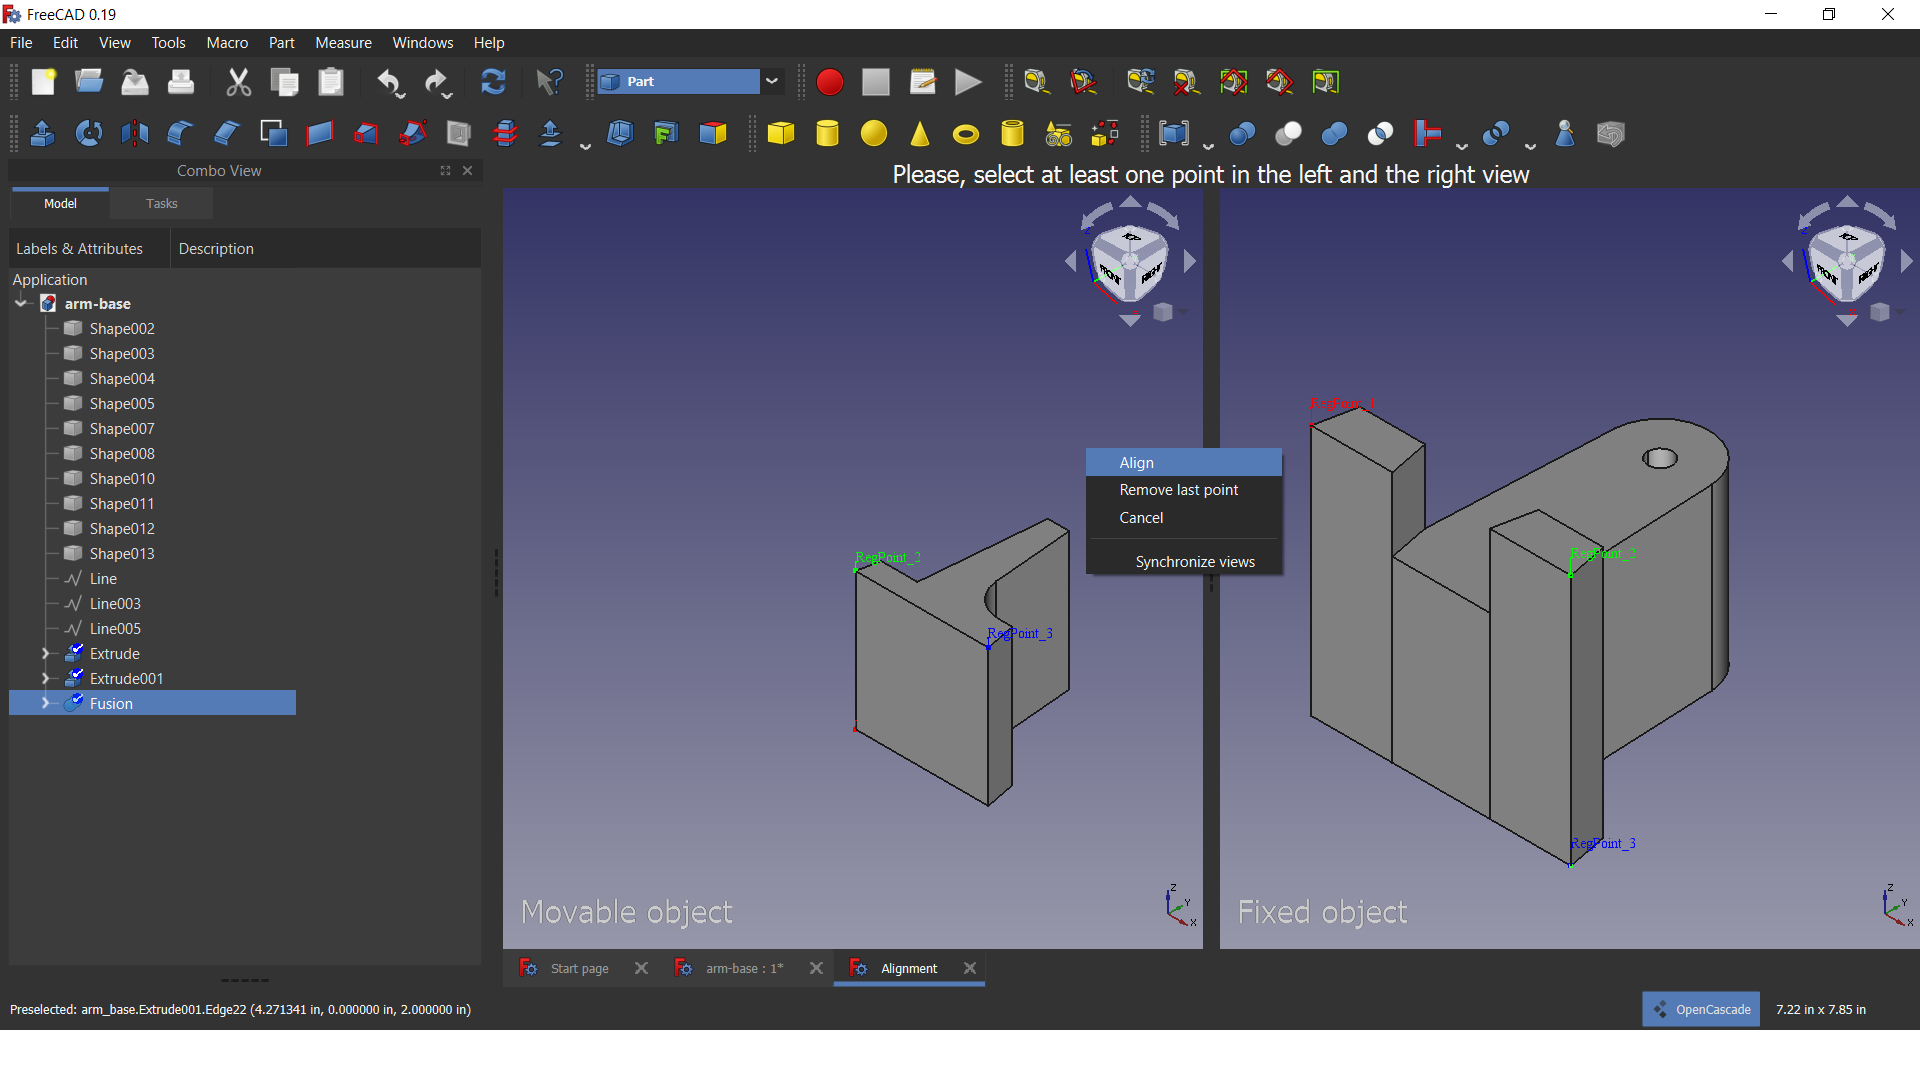 FreeCAD 0.19
File Edit View Tools Macro Part Measure Windows Help
Part
Combo View
Please, select at least one point in the left and the right view
Model Tasks
Labels & Attributes Description
Application
arm-base
Shape002
Shape003
Shape004
Shape005
Shape007
Shape008
Shape010
Shape011
Shape012
Shape013
Line
Line003
Line005
Extrude
Extrude001
Fusion
FRONT RIGHT
FRONT RIGHT
RegPoint_1
Align
Remove last point
Cancel
Synchronize views
RegPoint_2
RegPoint_3
RegPoint_2
RegPoint_3
Movable object
Z Y X
Fixed object
Z Y X
Start page arm-base : 1* Alignment
Preselected: arm_base.Extrude001.Edge22 (4.271341 in, 0.000000 in, 2.000000 in)
OpenCascade 7.22 in x 7.85 in